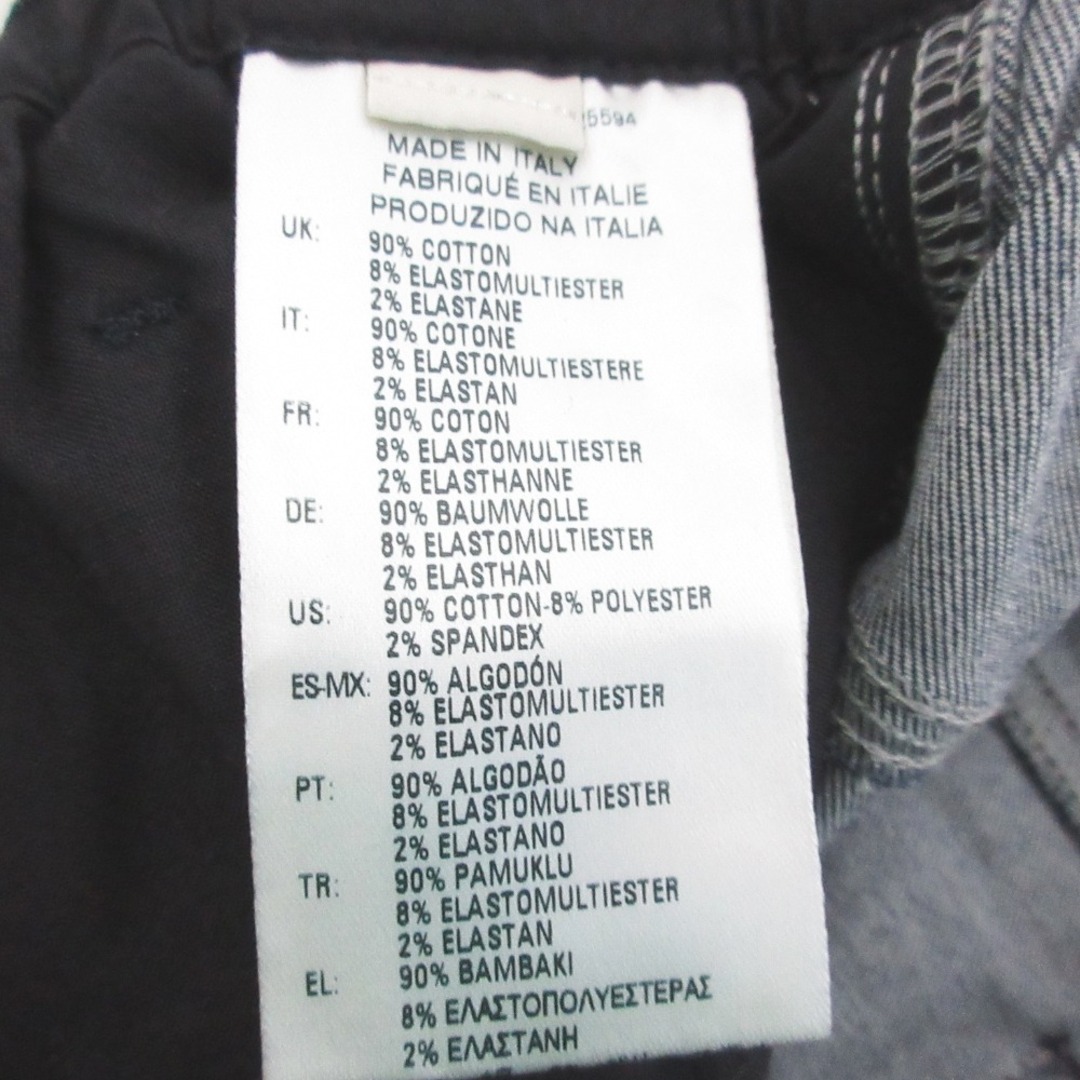 5594
MADE IN ITALY
FABRIQUÉ EN ITALIE
PRODUZIDO NA ITALIA
UK: 90% COTTON
8% ELASTOMULTIESTER
2% ELASTANE
IT: 90% COTONE
8% ELASTOMULTIESTERE
2% ELASTAN
FR: 90% COTON
8% ELASTOMULTIESTER
2% ELASTHANNE
DE: 90% BAUMWOLLE
8% ELASTOMULTIESTER
2% ELASTHAN
US: 90% COTTON-8% POLYESTER
2% SPANDEX
ES-MX: 90% ALGODÓN
8% ELASTOMULTIESTER
2% ELASTANO
PT: 90% ALGODÃO
8% ELASTOMULTIESTER
2% ELASTANO
TR: 90% PAMUKLU
8% ELASTOMULTIESTER
2% ELASTAN
EL: 90% BAMBAKI
8% ΕΛΑΣΤΟΠΟΛΥΕΣΤΕΡΑΣ
2% ΕΛΑΣΤΑΝΗ